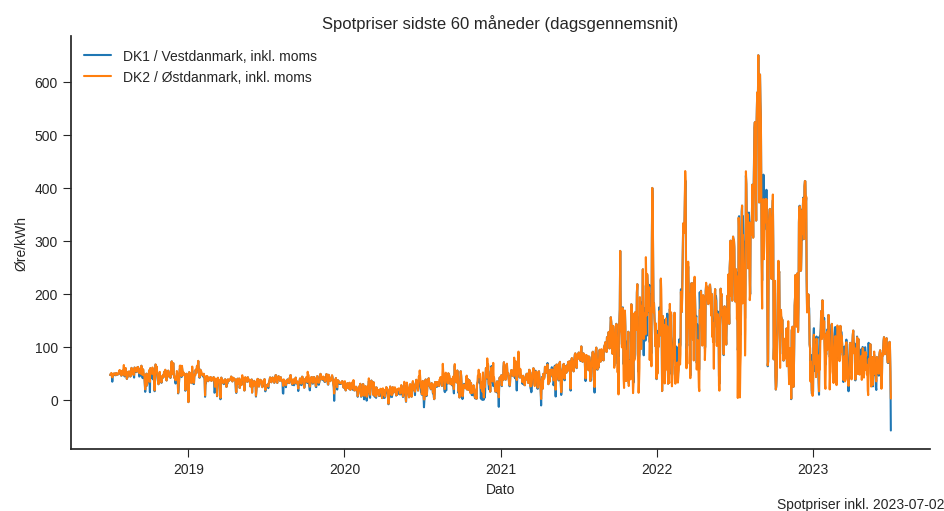 Spotpriser sidste 60 måneder (dagsgennemsnit)
DK1 / Vestdanmark, inkl. moms
DK2 / Østdanmark, inkl. moms
Øre/kWh
600
500
400
300
200
100
0
2019
2020
2021
2022
2023
Dato
Spotpriser inkl. 2023-07-02